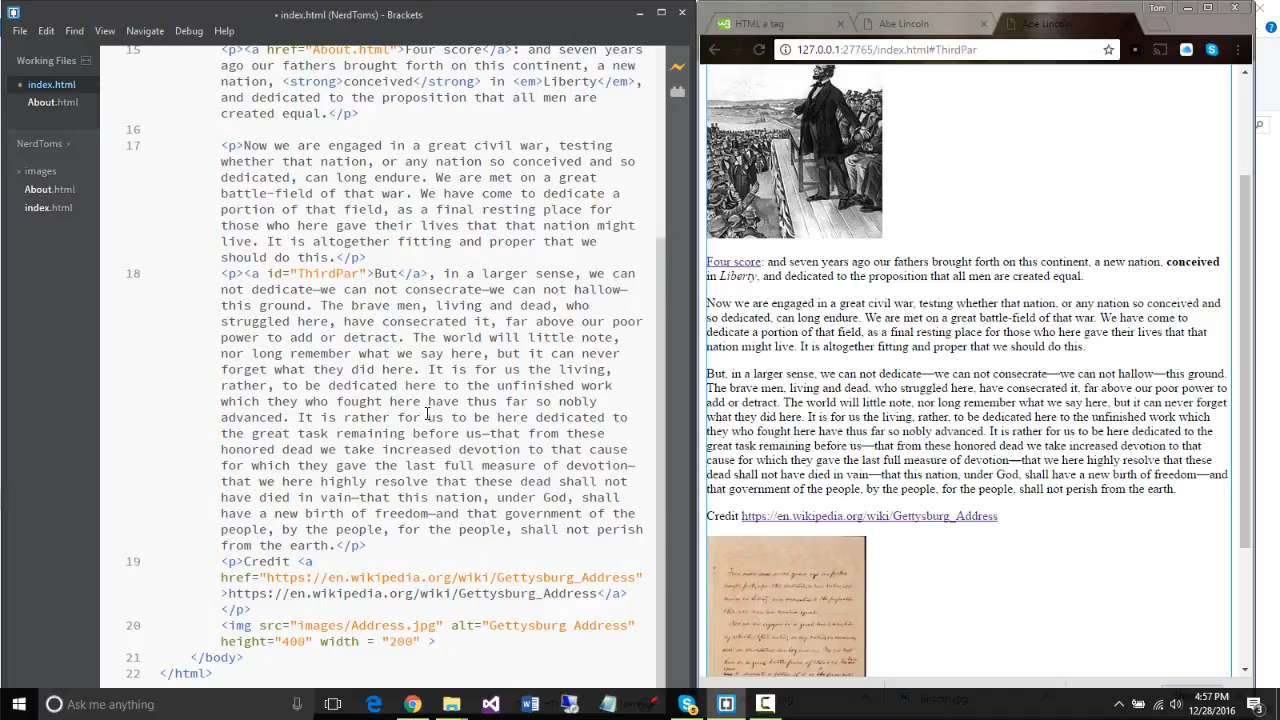 • index.html (NerdToms) - Brackets
Tom
HTML a tag
Abe Lincoln
Abe Lincoln
File Edit Find View Navigate Debug Help
127.0.0.1:27765/index.html#ThirdPar
Working Files
index.html
About.html
NerdToms
images
About.html
index.html
15 <p><a href="About.html">Four score</a>: and seven years
ago our fathers brought forth on this continent, a new
nation, <strong>conceived</strong> in <em>Liberty</em>,
and dedicated to the proposition that all men are
created equal.</p>
16
17 <p>Now we are engaged in a great civil war, testing
whether that nation, or any nation so conceived and so
dedicated, can long endure. We are met on a great
battle-field of that war. We have come to dedicate a
portion of that field, as a final resting place for
those who here gave their lives that that nation might
live. It is altogether fitting and proper that we
should do this.</p>
18 <p><a id="ThirdPar">But</a>, in a larger sense, we can
not dedicate—we can not consecrate—we can not hallow—
this ground. The brave men, living and dead, who
struggled here, have consecrated it, far above our poor
power to add or detract. The world will little note,
nor long remember what we say here, but it can never
forget what they did here. It is for us the living,
rather, to be dedicated here to the unfinished work
which they who fought here have thus far so nobly
advanced. It is rather for us to be here dedicated to
the great task remaining before us—that from these
honored dead we take increased devotion to that cause
for which they gave the last full measure of devotion—
that we here highly resolve that these dead shall not
have died in vain—that this nation, under God, shall
have a new birth of freedom—and that government of the
people, by the people, for the people, shall not perish
from the earth.</p>
19 <p>Credit <a
href="https://en.wikipedia.org/wiki/Gettysburg_Address"
>https://en.wikipedia.org/wiki/Gettysburg_Address</a>
</p>
20 <img src="images/Address.jpg" alt="Gettysburg Address"
height="400" width = "200" >
21 </body>
22 </html>
Four score: and seven years ago our fathers brought forth on this continent, a new nation, conceived
in Liberty, and dedicated to the proposition that all men are created equal.
Now we are engaged in a great civil war, testing whether that nation, or any nation so conceived and
so dedicated, can long endure. We are met on a great battle-field of that war. We have come to
dedicate a portion of that field, as a final resting place for those who here gave their lives that that
nation might live. It is altogether fitting and proper that we should do this.
But, in a larger sense, we can not dedicate—we can not consecrate—we can not hallow—this ground.
The brave men, living and dead, who struggled here, have consecrated it, far above our poor power to
add or detract. The world will little note, nor long remember what we say here, but it can never forget
what they did here. It is for us the living, rather, to be dedicated here to the unfinished work which
they who fought here have thus far so nobly advanced. It is rather for us to be here dedicated to the
great task remaining before us—that from these honored dead we take increased devotion to that
cause for which they gave the last full measure of devotion—that we here highly resolve that these
dead shall not have died in vain—that this nation, under God, shall have a new birth of freedom—and
that government of the people, by the people, for the people, shall not perish from the earth.
Credit https://en.wikipedia.org/wiki/Gettysburg_Address
lincoln.jpg
Ask me anything
4:57 PM
12/28/2016